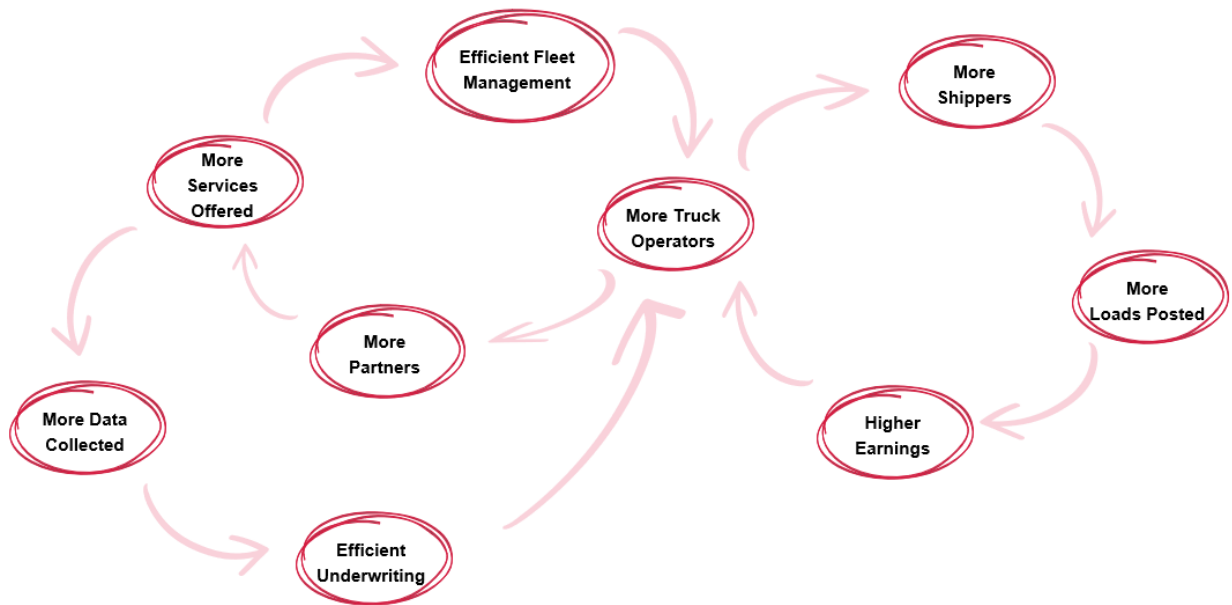 Efficient Fleet
Management
More
Shippers
More
Services
Offered
More Truck
Operators
More
Loads Posted
More
Partners
More Data
Collected
Higher
Earnings
Efficient
Underwriting